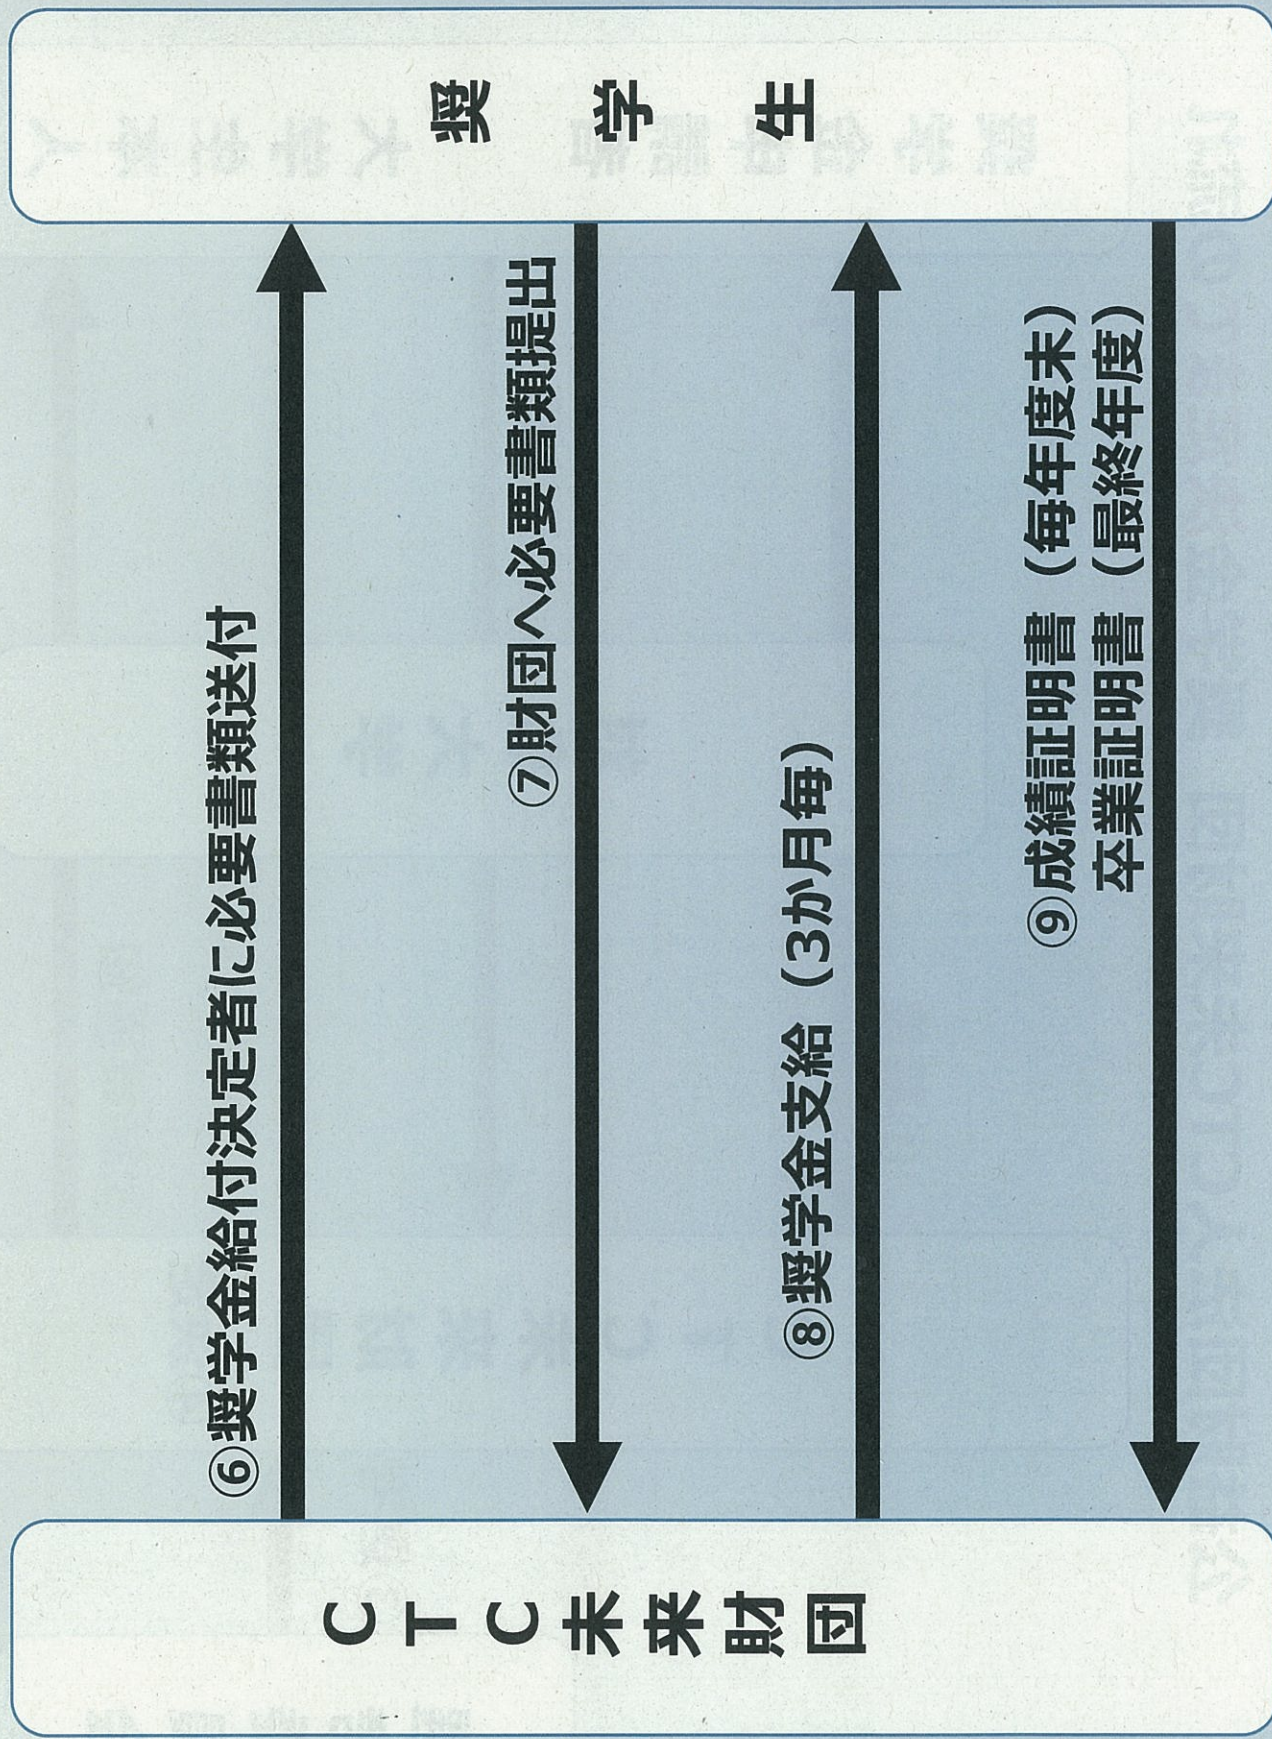 CTC未来財団
⑥奨学金給付決定者に必要書類送付
⑦財団へ必要書類提出
⑧奨学金支給（3か月毎）
⑨成績証明書（毎年度末）
卒業証明書（最終年度）
奨学生